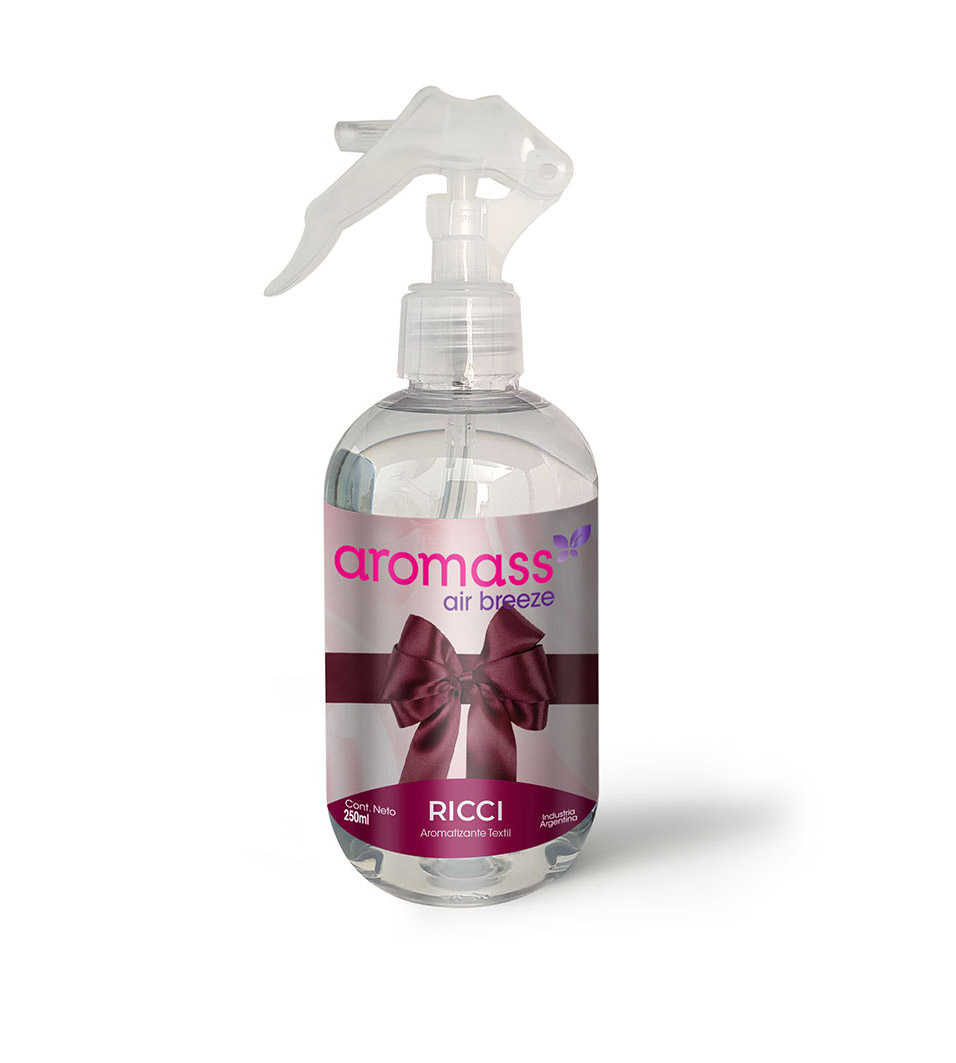 aromass
air breeze
Cont. Neto
250ml
RICCI
Aromatizante Textil
Industria
Argentina